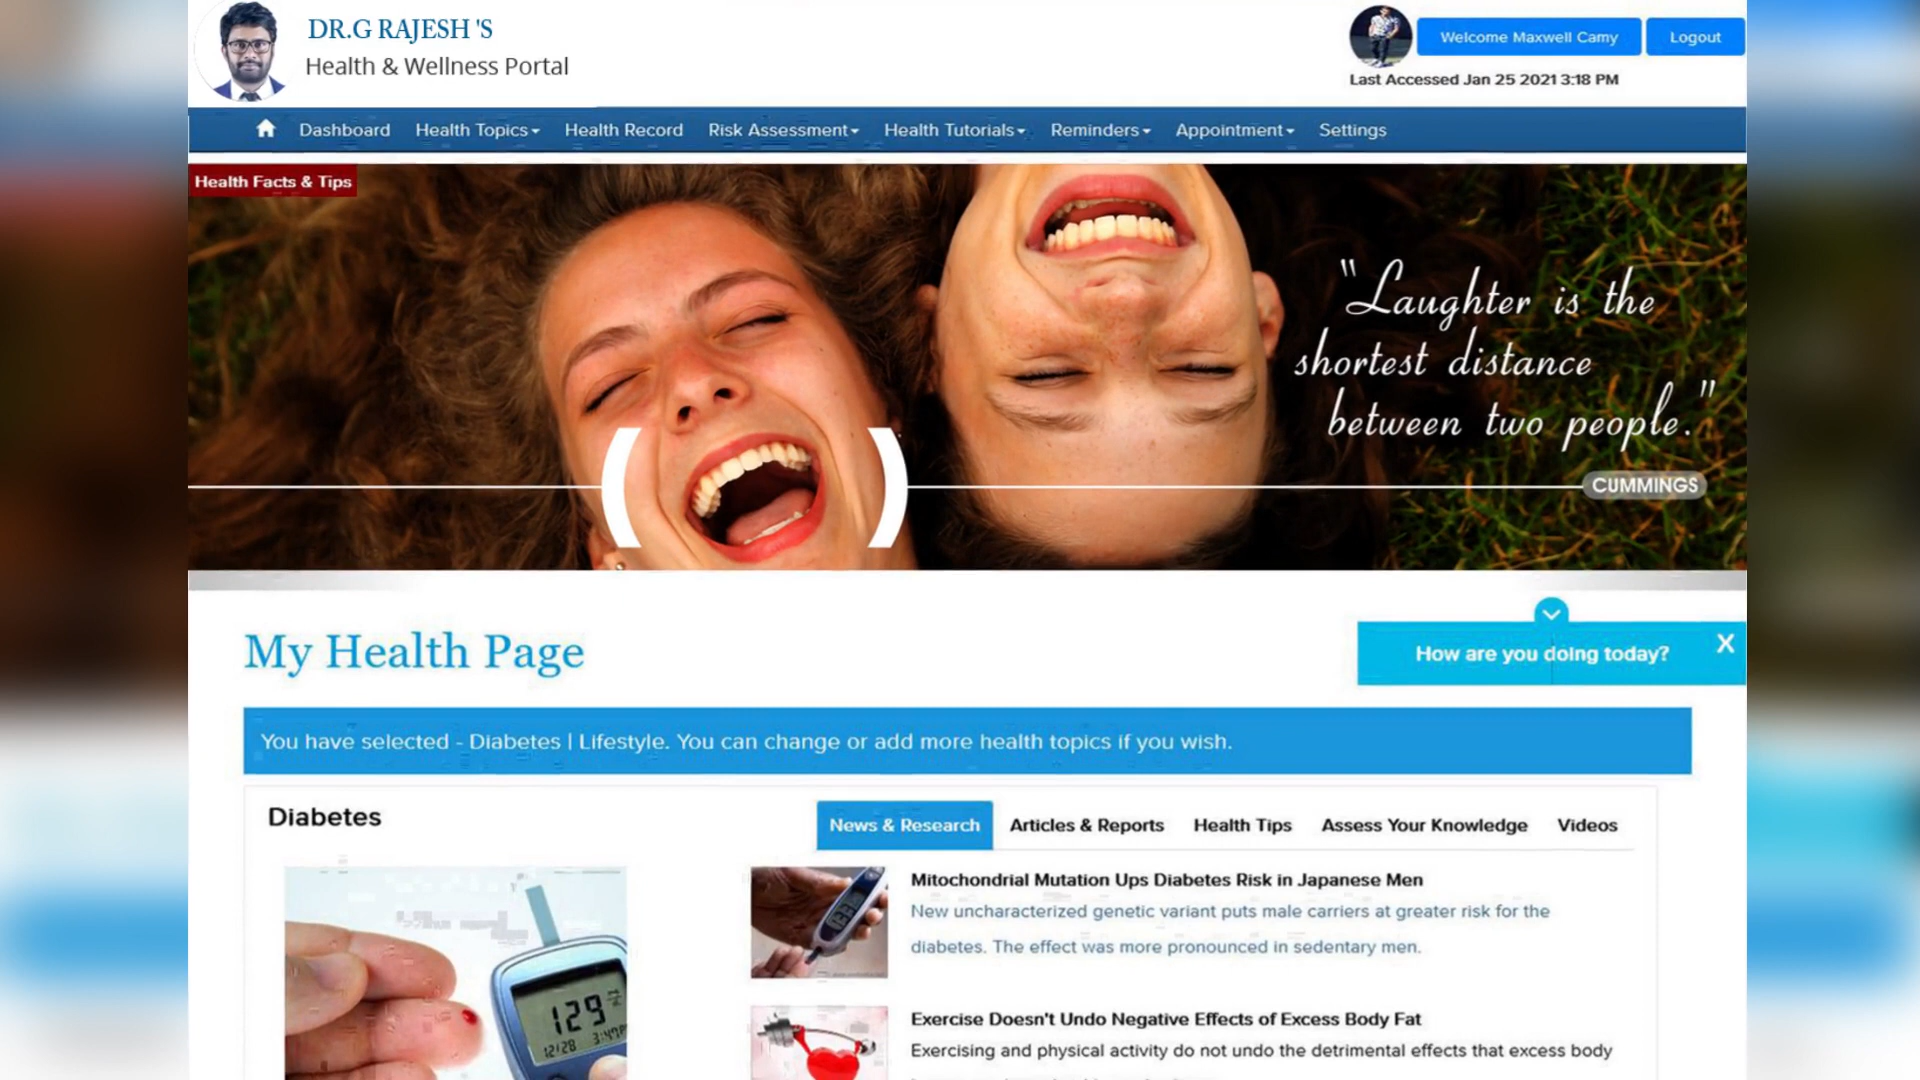 DR.G RAJESH 'S
Health & Wellness Portal
Welcome Maxwell Camy
Logout
Last Accessed Jan 25 2021 3:18 PM
Dashboard Health Topics Health Record Risk Assessment Health Tutorials Reminders Appointment Settings
Health Facts & Tips
"Laughter is the
shortest distance
between two people."
CUMMINGS
My Health Page
How are you doing today?
X
You have selected - Diabetes | Lifestyle. You can change or add more health topics if you wish.
Diabetes
News & Research Articles & Reports Health Tips Assess Your Knowledge Videos
Mitochondrial Mutation Ups Diabetes Risk in Japanese Men
New uncharacterized genetic variant puts male carriers at greater risk for the
diabetes. The effect was more pronounced in sedentary men.
129
12/28 3:47P
Exercise Doesn't Undo Negative Effects of Excess Body Fat
Exercising and physical activity do not undo the detrimental effects that excess body